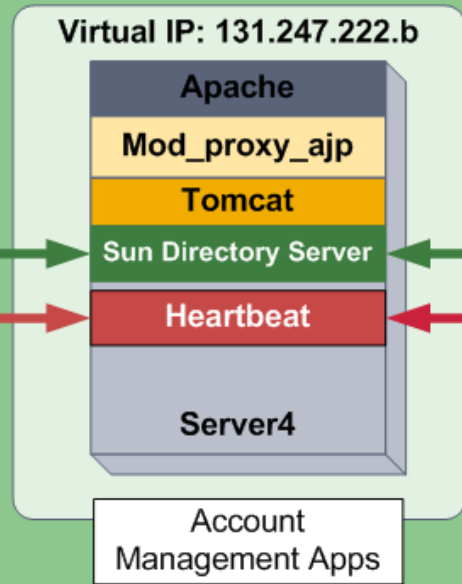 Virtual IP: 131.247.222.b
Apache
Mod_proxy_ajp
Tomcat
Sun Directory Server
Heartbeat
Server4
Account
Management Apps